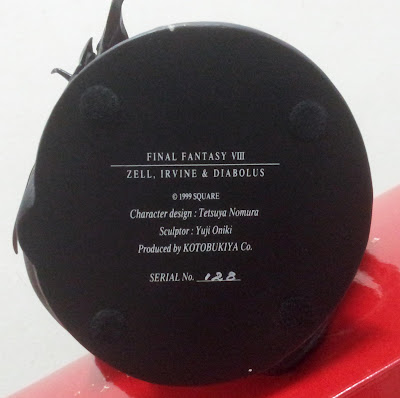 FINAL FANTASY VIII
ZELL, IRVINE & DIABOLUS
© 1999 SQUARE
Character design : Tetsuya Nomura
Sculptor : Yuji Oniki
Produced by KOTOBUKIYA Co.
SERIAL No. 128